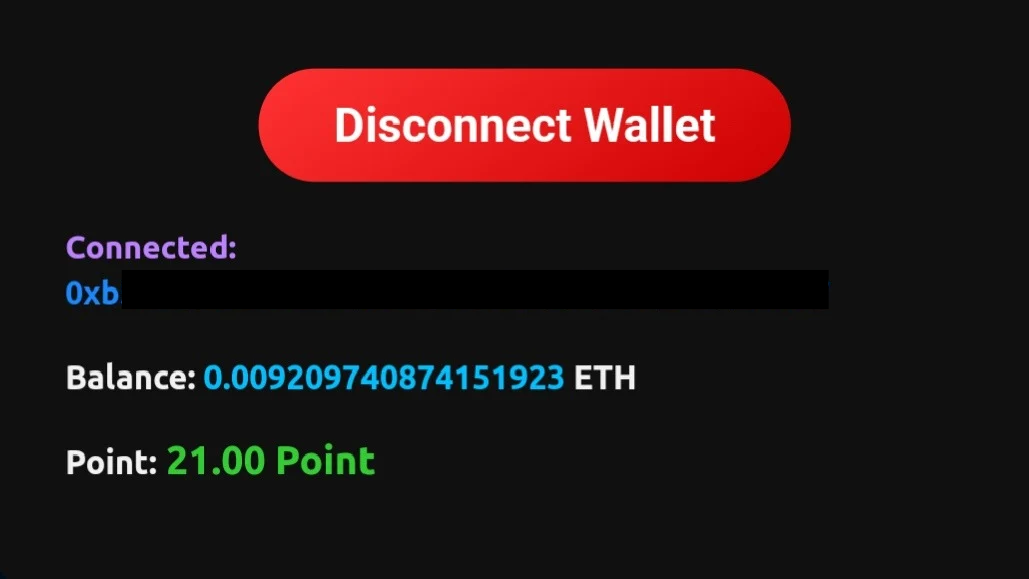 Disconnect Wallet
Connected:
0xb
Balance: 0.009209740874151923 ETH
Point: 21.00 Point